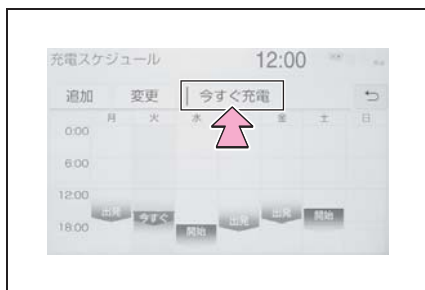 充電スケジュール 12:00
追加 変更 今すぐ充電
月 火 水 金 土 日
0:00
6:00
12:00
18:00
出発 今すぐ 開始 出発 出発 開始